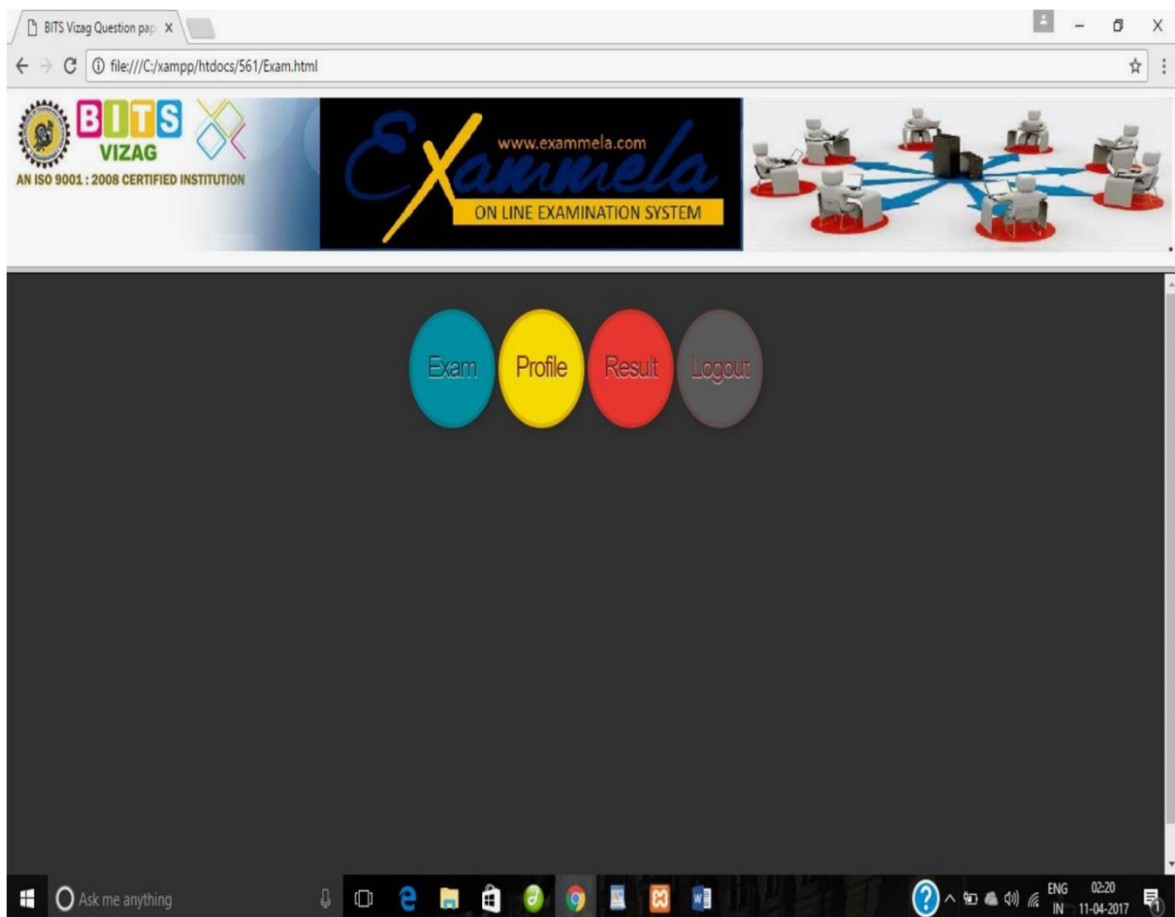 BITS Vizag Question pap
file:///C:/xampp/htdocs/561/Exam.html
BITS
VIZAG
AN ISO 9001 : 2008 CERTIFIED INSTITUTION
www.exammela.com
Exammela
ON LINE EXAMINATION SYSTEM
Exam Profile Result Logout
Ask me anything
ENG 02:20
IN 11-04-2017